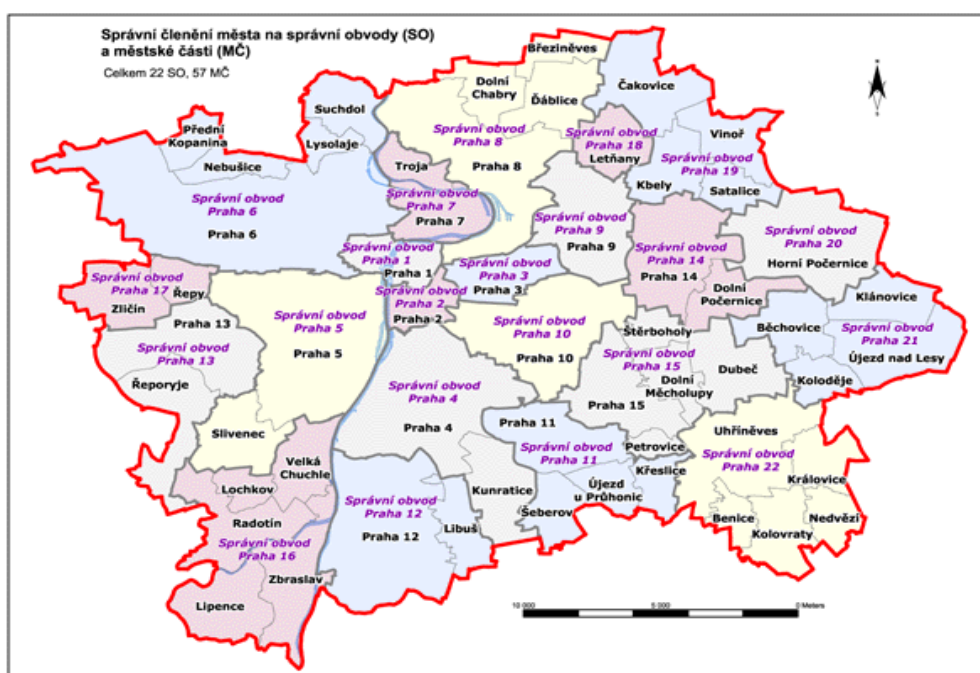 Správní členění města na správní obvody (SO)
a městské části (MČ)
Celkem 22 SO, 57 MČ
Březiněves
Dolní
Chabry
Ďáblice
Čakovice
Suchdol
Přední
Kopanina
Lysolaje
Nebušice
Správní obvod
Praha 8
Praha 8
Správní obvod
Praha 18
Letňany
Vinoř
Správní obvod
Praha 19
Kbely
Satalice
Troja
Správní obvod
Praha 7
Praha 7
Správní obvod
Praha 6
Praha 6
Správní obvod
Praha 9
Praha 9
Správní obvod
Praha 1
Praha 1
Správní obvod
Praha 3
Praha 3
Správní obvod
Praha 14
Praha 14
Správní obvod
Praha 20
Horní Počernice
Správní obvod
Praha 17
Řepy
Zličín
Správní obvod
Praha 2
Praha 2
Dolní
Počernice
Klánovice
Běchovice
Správní obvod
Praha 21
Újezd nad Lesy
Koloděje
Praha 13
Správní obvod
Praha 13
Řeporyje
Správní obvod
Praha 5
Praha 5
Správní obvod
Praha 10
Praha 10
Štěrboholy
Správní obvod
Praha 15
Dolní
Měcholupy
Dubeč
Praha 15
Petrovice
Správní obvod
Praha 4
Praha 4
Praha 11
Správní obvod
Praha 11
Újezd
u Průhonic
Křeslice
Šeberov
Kunratice
Uhříněves
Správní obvod
Praha 22
Královice
Benice
Nedvězí
Kolovraty
Slivenec
Velká
Chuchle
Lochkov
Radotín
Správní obvod
Praha 16
Zbraslav
Lipence
Správní obvod
Praha 12
Praha 12
Libuš
10 000 5 000 0 Meters